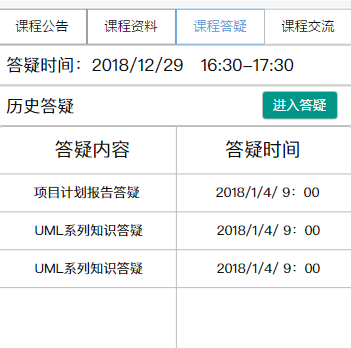 课程公告 课程资料 课程答疑 课程交流
答疑时间：2018/12/29 16:30-17:30
历史答疑 进入答疑
答疑内容 答疑时间
项目计划报告答疑 2018/1/4/ 9：00
UML系列知识答疑 2018/1/4/ 9：00
UML系列知识答疑 2018/1/4/ 9：00